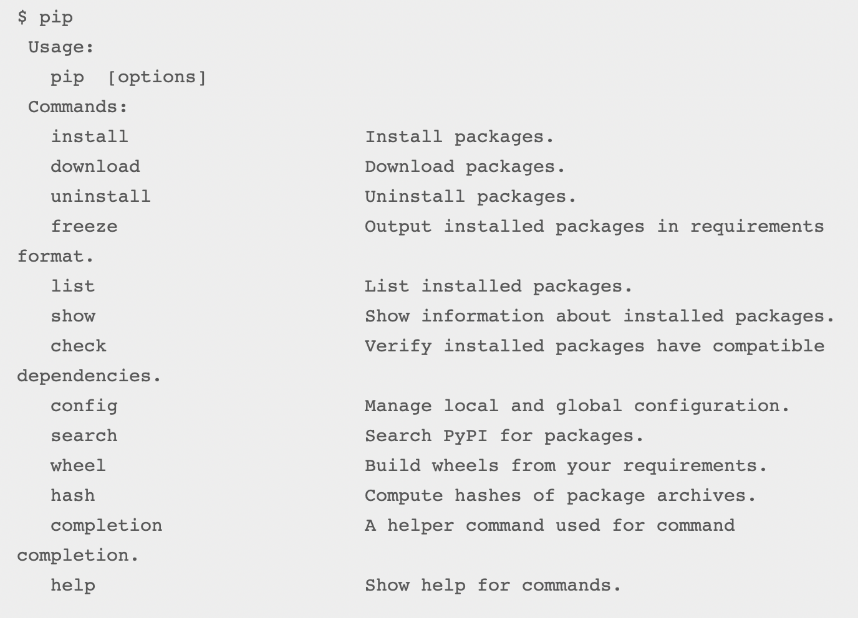 $ pip
Usage:
pip [options]
Commands:
install Install packages.
download Download packages.
uninstall Uninstall packages.
freeze Output installed packages in requirements
format.
list List installed packages.
show Show information about installed packages.
check Verify installed packages have compatible
dependencies.
config Manage local and global configuration.
search Search PyPI for packages.
wheel Build wheels from your requirements.
hash Compute hashes of package archives.
completion A helper command used for command
completion.
help Show help for commands.